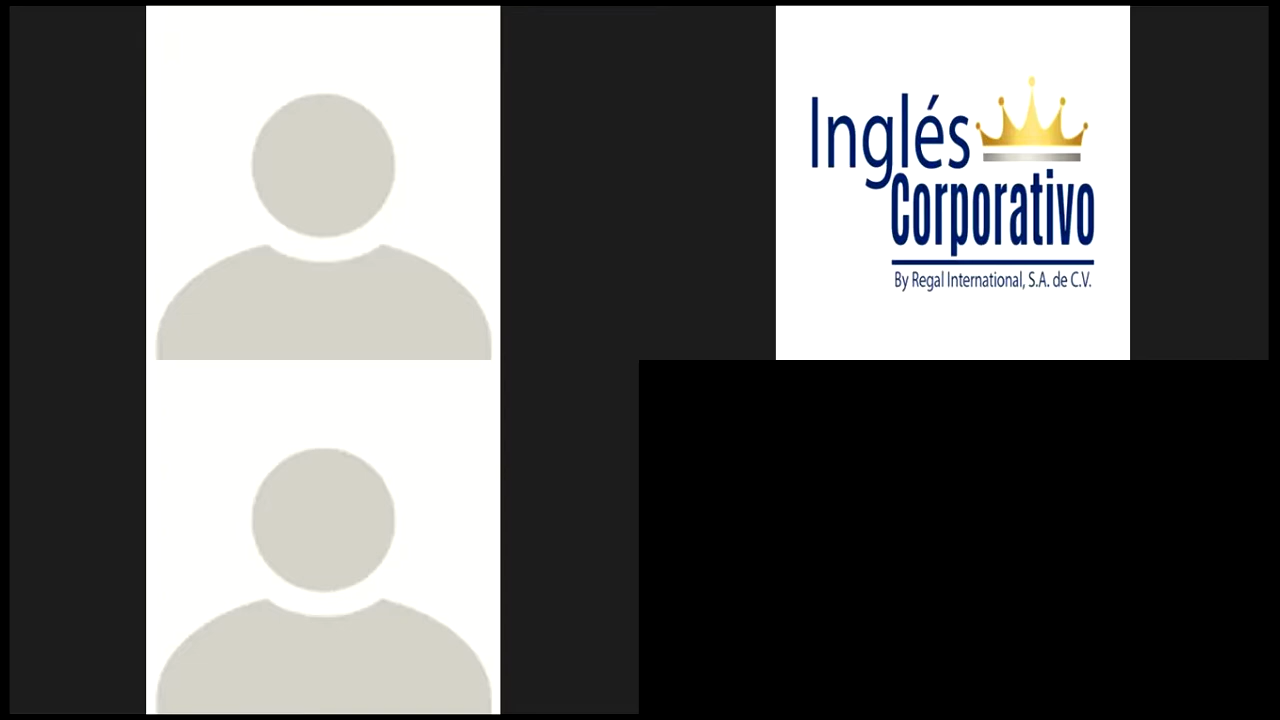 Inglés
Corporativo
By Regal International, S.A. de C.V.